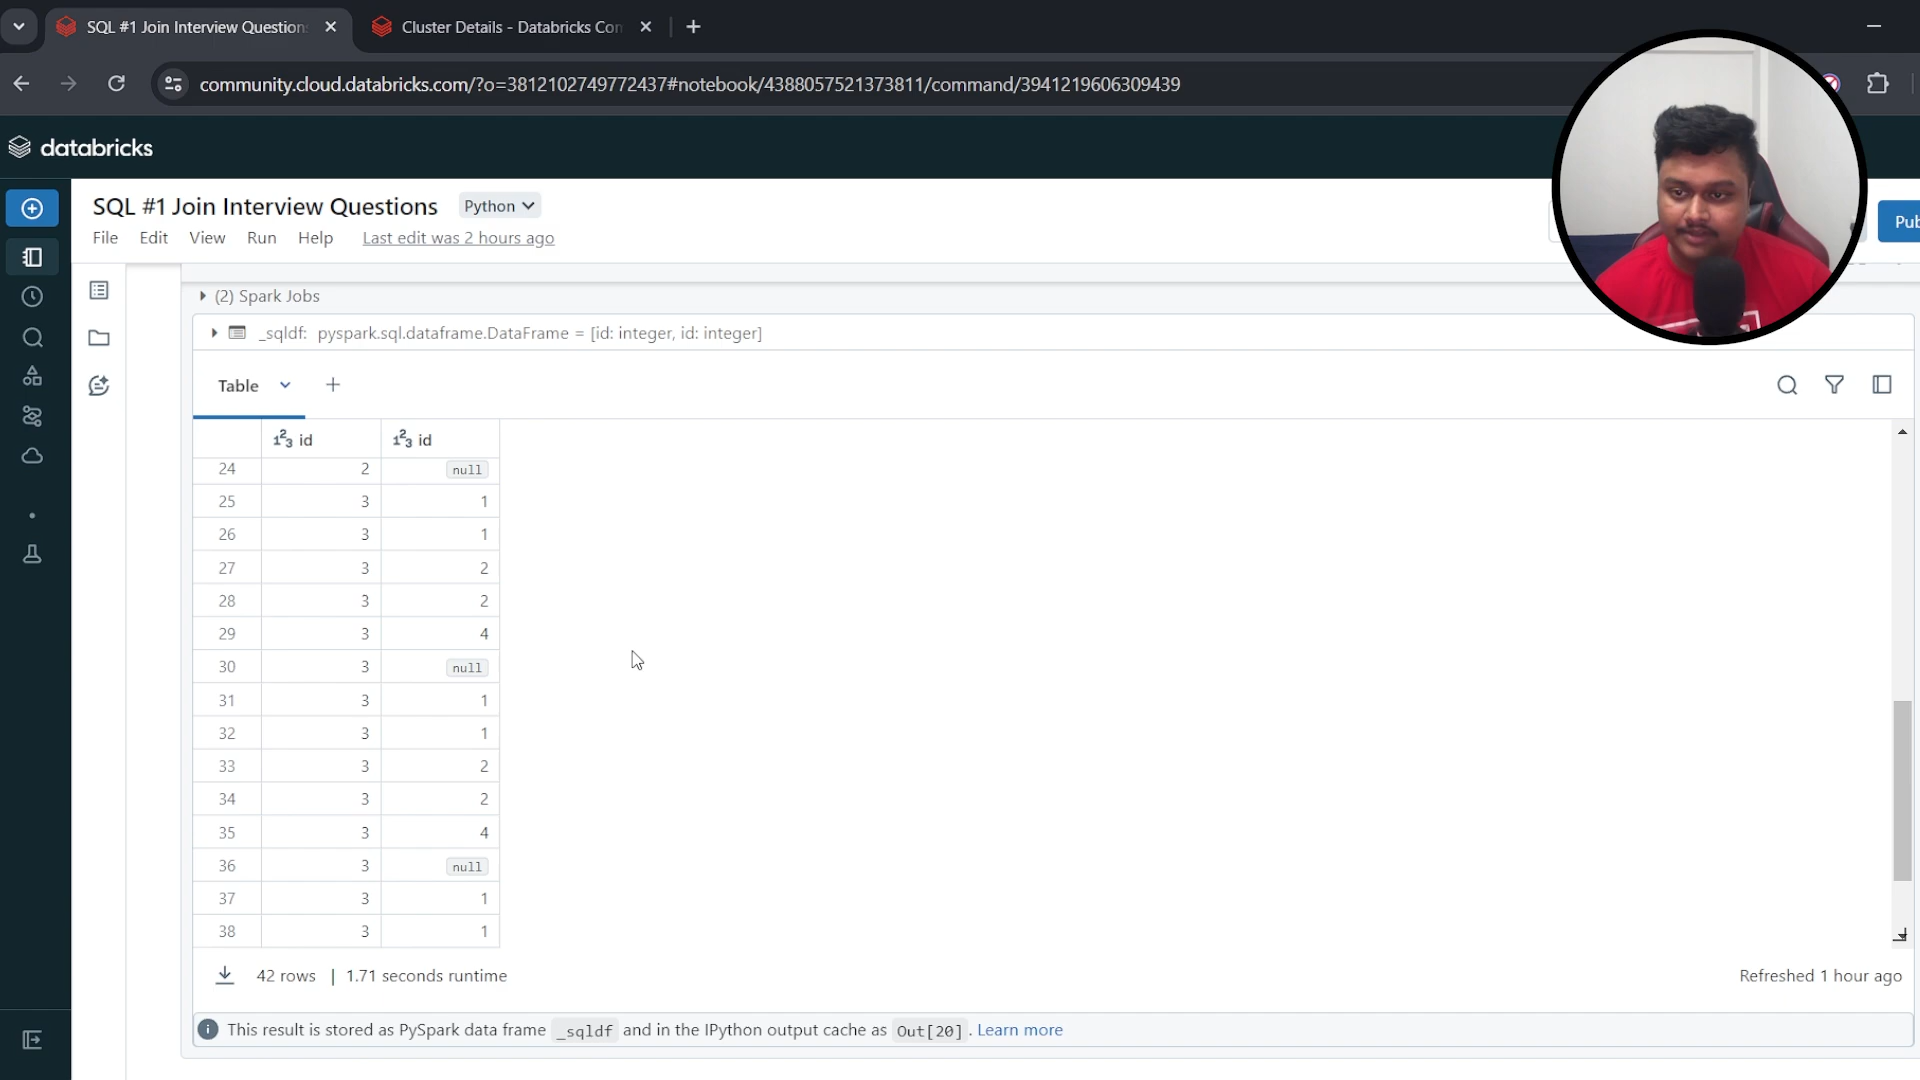 SQL #1 Join Interview Question
Cluster Details - Databricks Con
community.cloud.databricks.com/?o=3812102749772437#notebook/4388057521373811/command/3941219606309439
databricks
SQL #1 Join Interview Questions Python
File Edit View Run Help Last edit was 2 hours ago
Pub
(2) Spark Jobs
_sqldf: pyspark.sql.dataframe.DataFrame = [id: integer, id: integer]
Table +
1²3 id 1²3 id
24 2 null
25 3 1
26 3 1
27 3 2
28 3 2
29 3 4
30 3 null
31 3 1
32 3 1
33 3 2
34 3 2
35 3 4
36 3 null
37 3 1
38 3 1
42 rows | 1.71 seconds runtime Refreshed 1 hour ago
This result is stored as PySpark data frame _sqldf and in the IPython output cache as Out[20]. Learn more